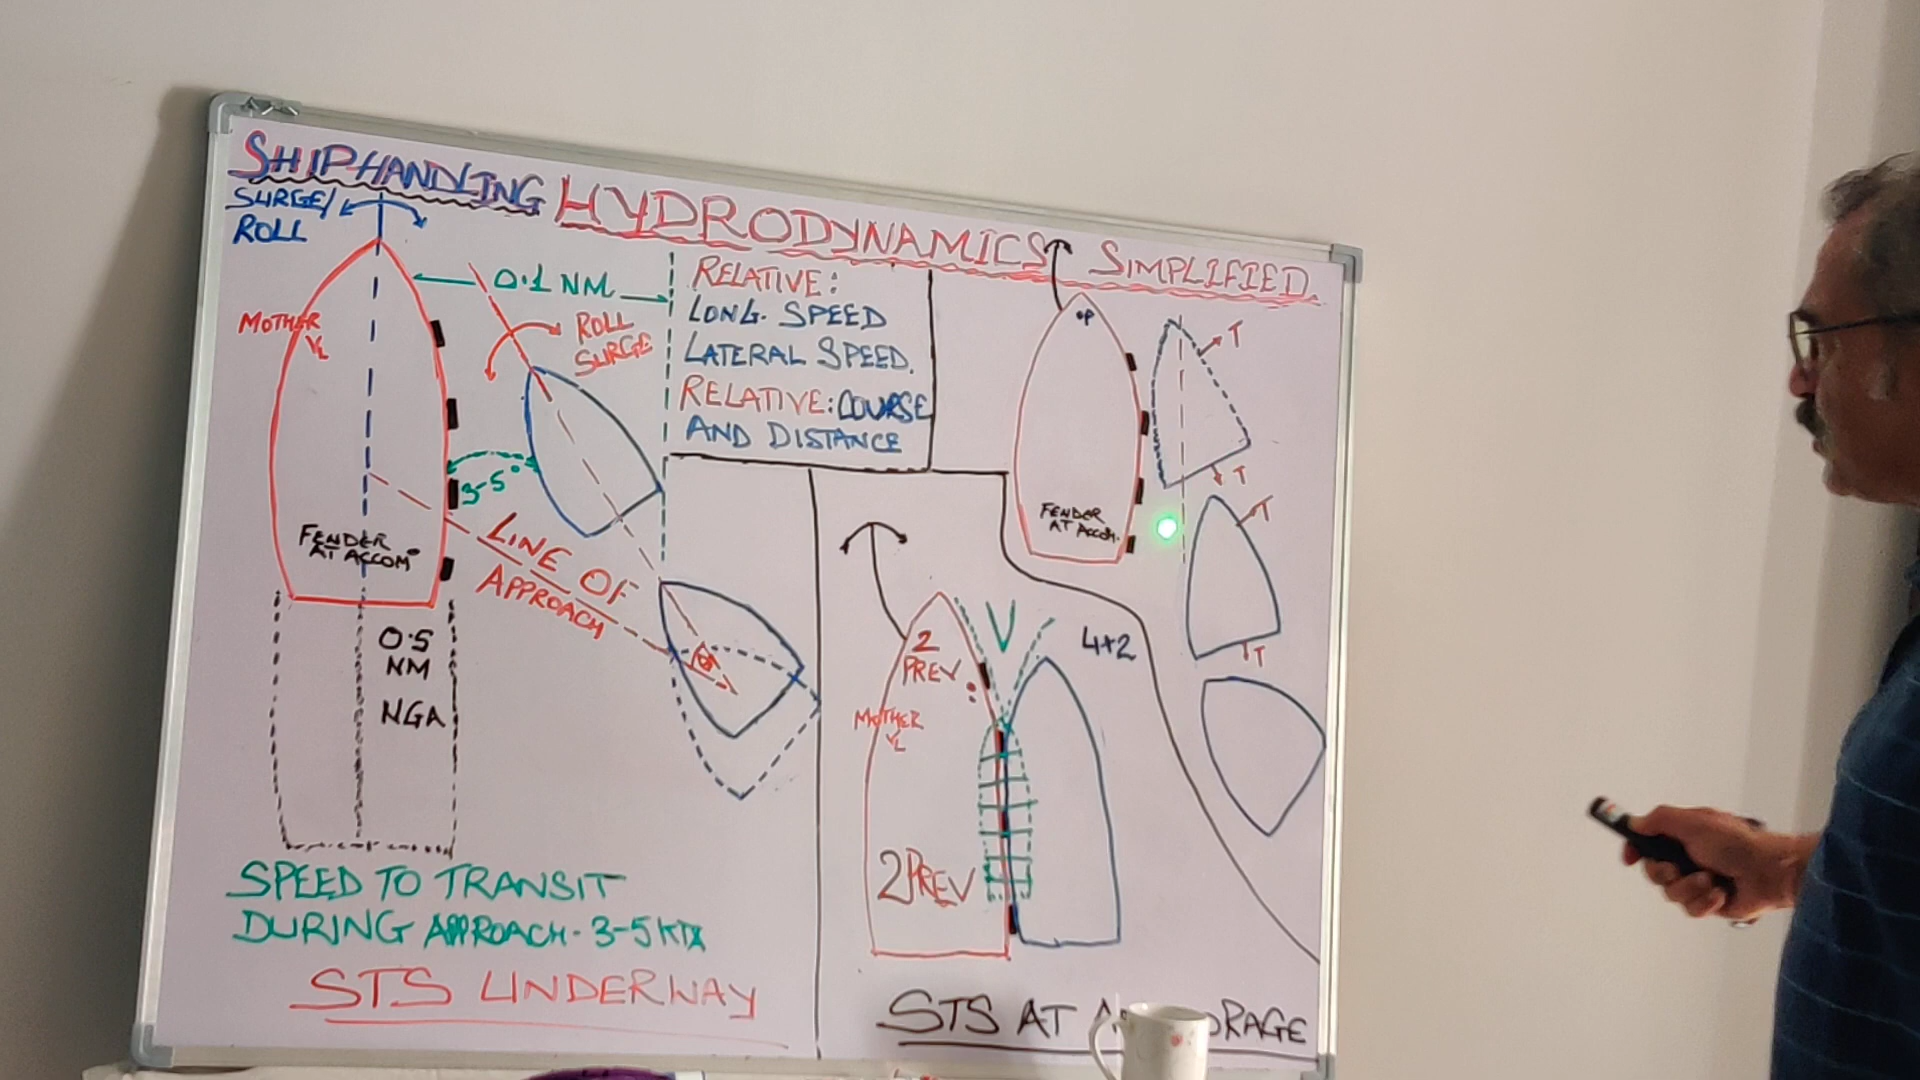 SHIPHANDLING HYDRODYNAMICS SIMPLIFIED
SURGE/
ROLL
MOTHER
VL
0.1 NM
ROLL
SURGE
3-5°
FENDER
AT ACCOM
LINE OF
APPROACH
0.5
NM
NGA
SPEED TO TRANSIT
DURING APPROACH - 3-5 KTS
STS UNDERWAY
RELATIVE:
LONG. SPEED
LATERAL SPEED.
RELATIVE: COURSE
AND DISTANCE
FENDER
AT ACCOM.
T
T
T
T
2
PREV
MOTHER
VL
2 PREV
V
4+2
STS AT